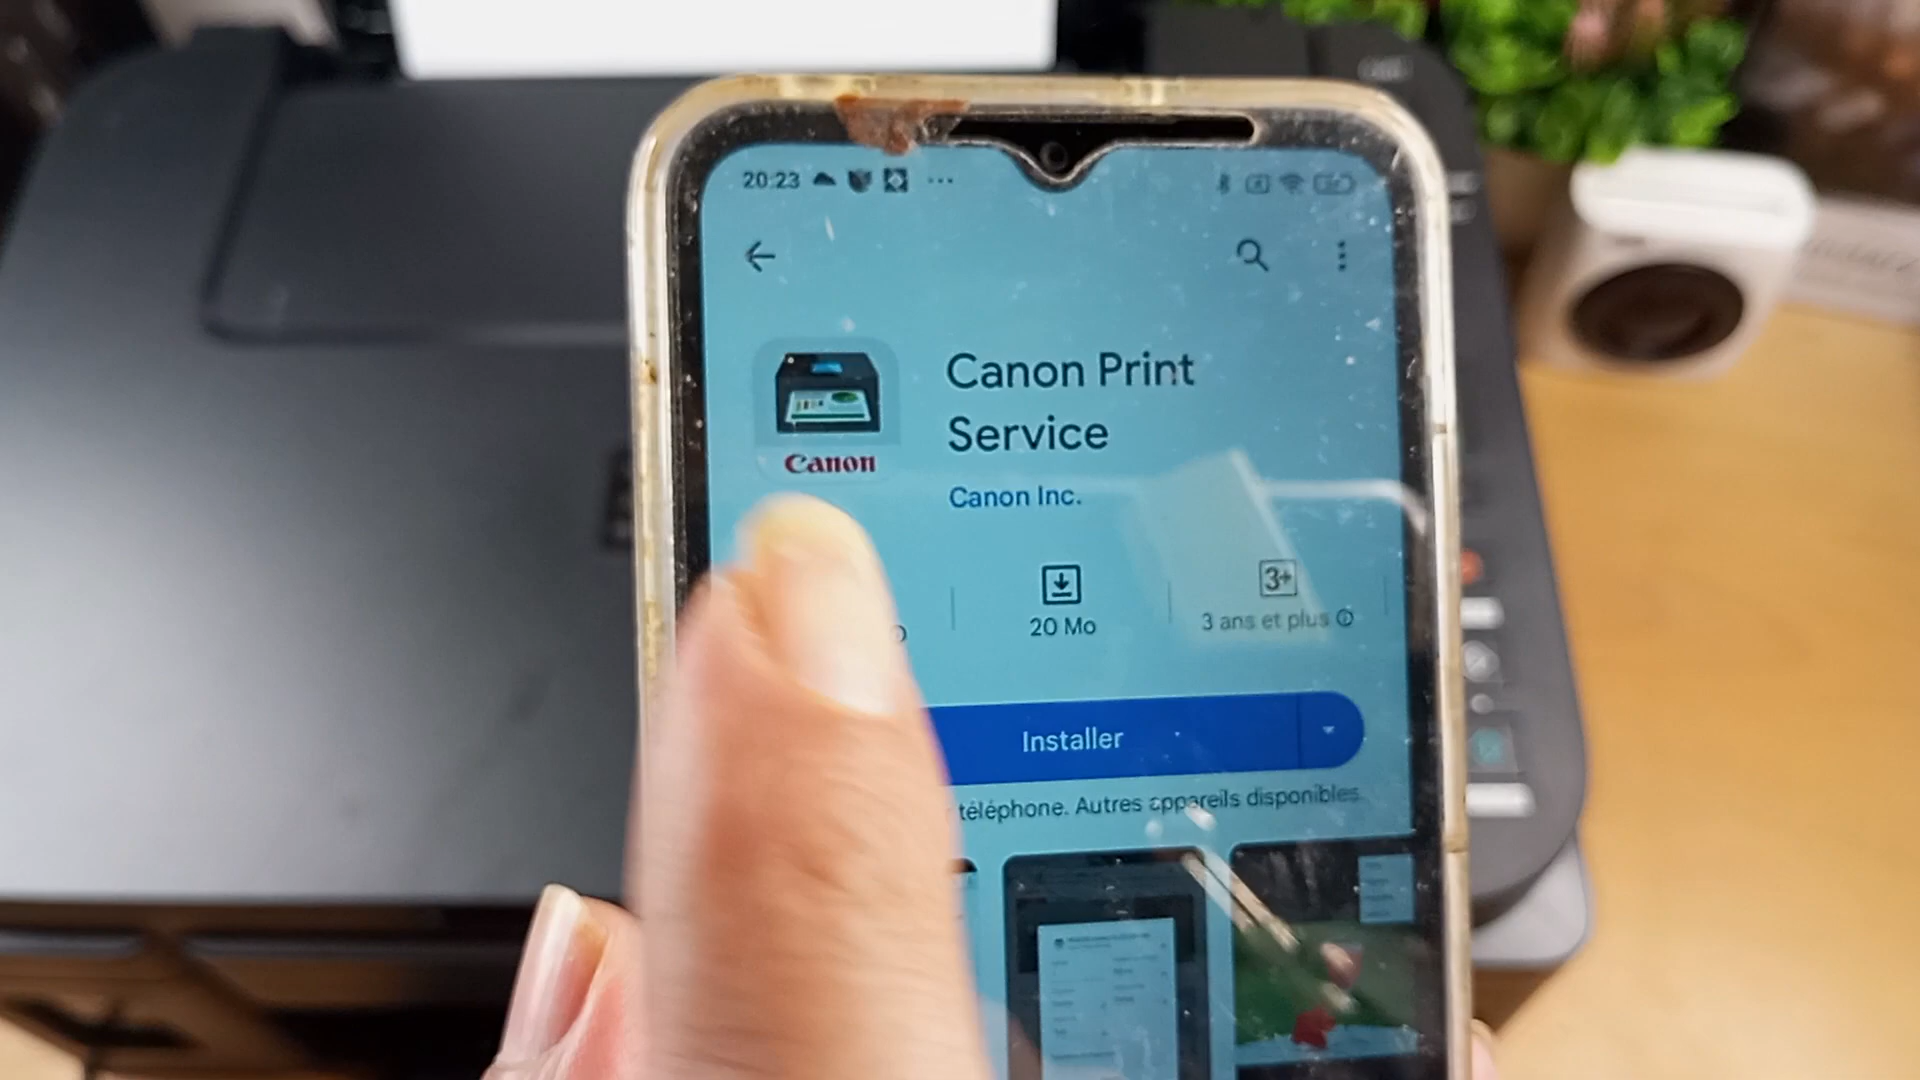 20:23
Canon Print
Service
Canon
Canon Inc.
3+
20 Mo
3 ans et plus
Installer
téléphone. Autres appareils disponibles.